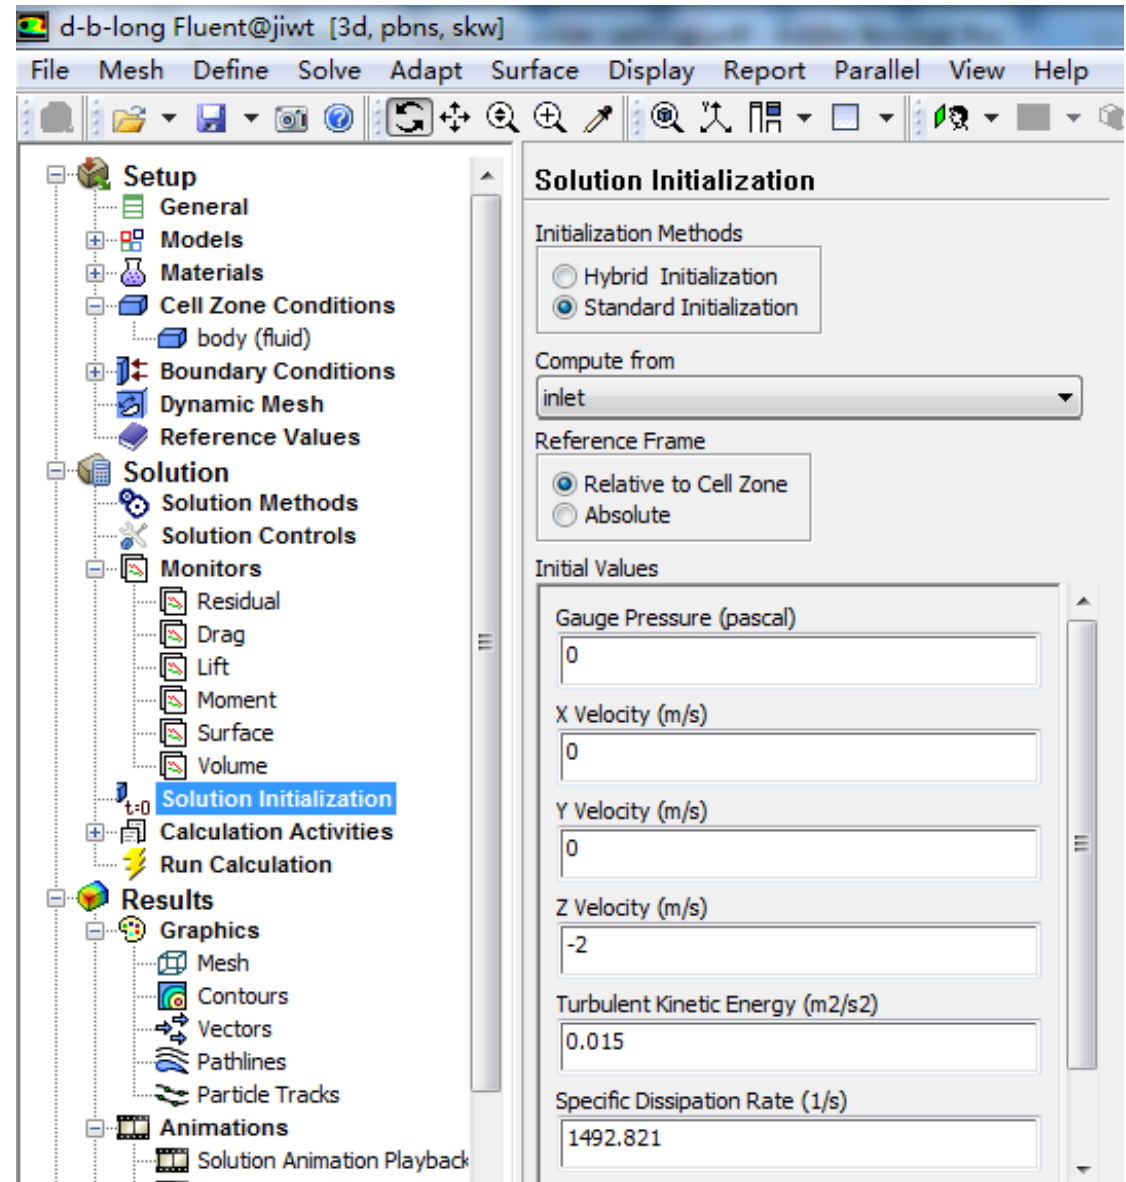 d-b-long Fluent@jiwt [3d, pbns, skw]
File Mesh Define Solve Adapt Surface Display Report Parallel View Help
Setup
General
Models
Materials
Cell Zone Conditions
body (fluid)
Boundary Conditions
Dynamic Mesh
Reference Values
Solution
Solution Methods
Solution Controls
Monitors
Residual
Drag
Lift
Moment
Surface
Volume
t=0 Solution Initialization
Calculation Activities
Run Calculation
Results
Graphics
Mesh
Contours
Vectors
Pathlines
Particle Tracks
Animations
Solution Animation Playback
Solution Initialization
Initialization Methods
Hybrid Initialization
Standard Initialization
Compute from
inlet
Reference Frame
Relative to Cell Zone
Absolute
Initial Values
Gauge Pressure (pascal)
0
X Velocity (m/s)
0
Y Velocity (m/s)
0
Z Velocity (m/s)
-2
Turbulent Kinetic Energy (m2/s2)
0.015
Specific Dissipation Rate (1/s)
1492.821